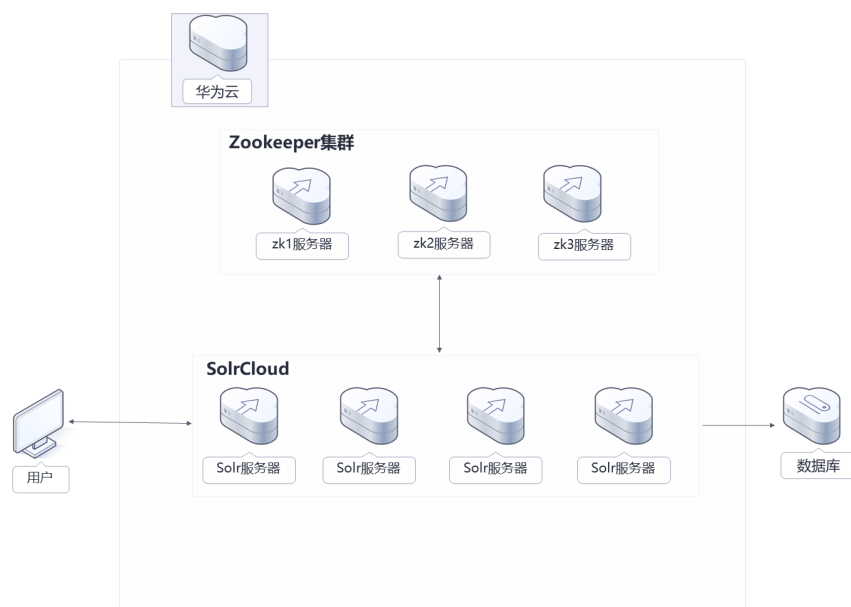 华为云
Zookeeper集群
zk1服务器
zk2服务器
zk3服务器
SolrCloud
Solr服务器
Solr服务器
Solr服务器
Solr服务器
用户
数据库